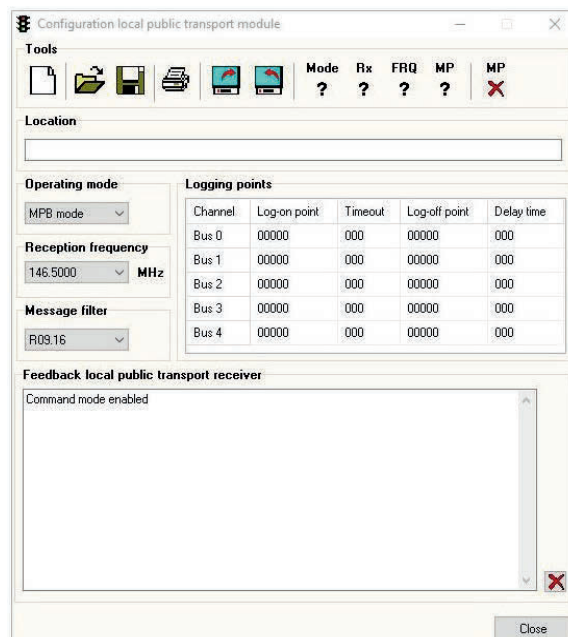 Configuration local public transport module
Tools
Mode Rx FRQ MP MP
? ? ? ?
Location
Operating mode
MPB mode
Reception frequency
146.5000 MHz
Message filter
R09.16
Logging points
Channel Log-on point Timeout Log-off point Delay time
Bus 0 00000 000 00000 000
Bus 1 00000 000 00000 000
Bus 2 00000 000 00000 000
Bus 3 00000 000 00000 000
Bus 4 00000 000 00000 000
Feedback local public transport receiver
Command mode enabled
Close